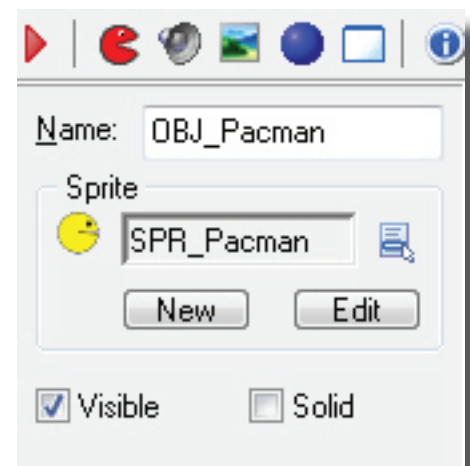 Name: OBJ_Pacman
Sprite
SPR_Pacman
New Edit
Visible Solid